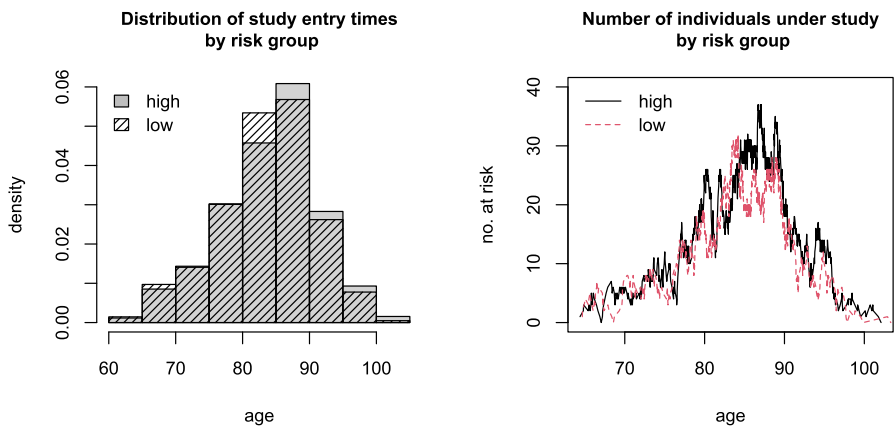 Distribution of study entry times
by risk group
high
low
density
0.00
0.02
0.04
0.06
60
70
80
90
100
age
Number of individuals under study
by risk group
high
low
no. at risk
0
10
20
30
40
70
80
90
100
age